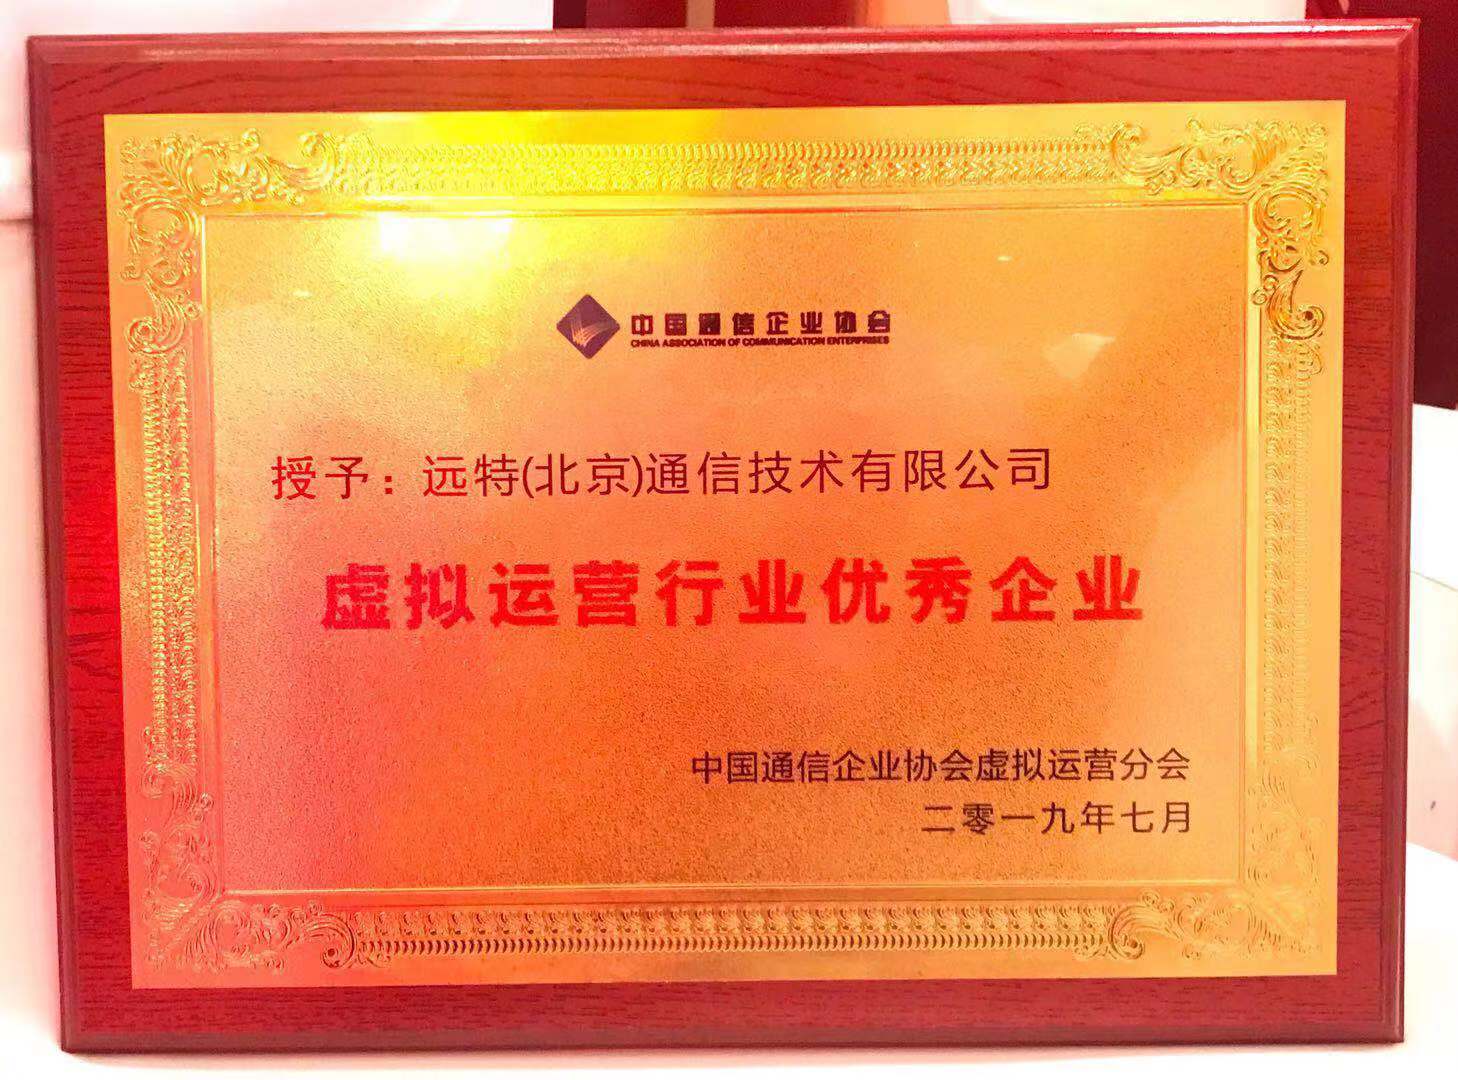 中国通信企业协会
CHINA ASSOCIATION OF COMMUNICATION ENTERPRISES
授予：远特(北京)通信技术有限公司
虚拟运营行业优秀企业
中国通信企业协会虚拟运营分会
二零一九年七月